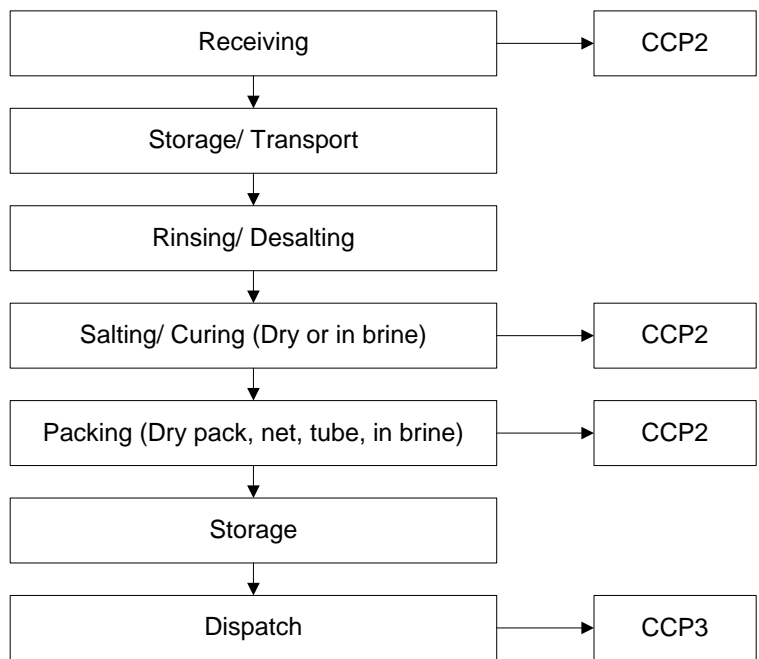 Receiving
CCP2
Storage/ Transport
Rinsing/ Desalting
Salting/ Curing (Dry or in brine)
CCP2
Packing (Dry pack, net, tube, in brine)
CCP2
Storage
Dispatch
CCP3